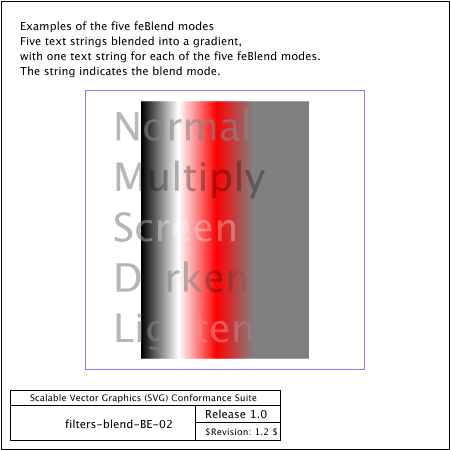 Examples of the five feBlend modes
Five text strings blended into a gradient,
with one text string for each of the five feBlend modes.
The string indicates the blend mode.
Normal
Multiply
Screen
Darken
Lighten
Scalable Vector Graphics (SVG) Conformance Suite
filters-blend-BE-02
Release 1.0
$Revision: 1.2 $